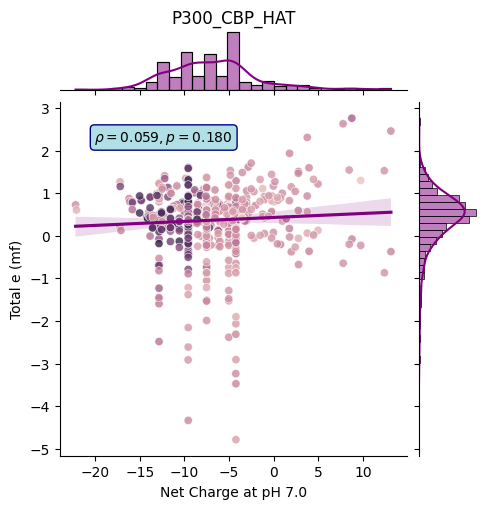 P300_CBP_HAT
ρ = 0.059, p = 0.180
3
2
1
0
−1
−2
−3
−4
−5
Total e (mf)
−20 −15 −10 −5 0 5 10
Net Charge at pH 7.0